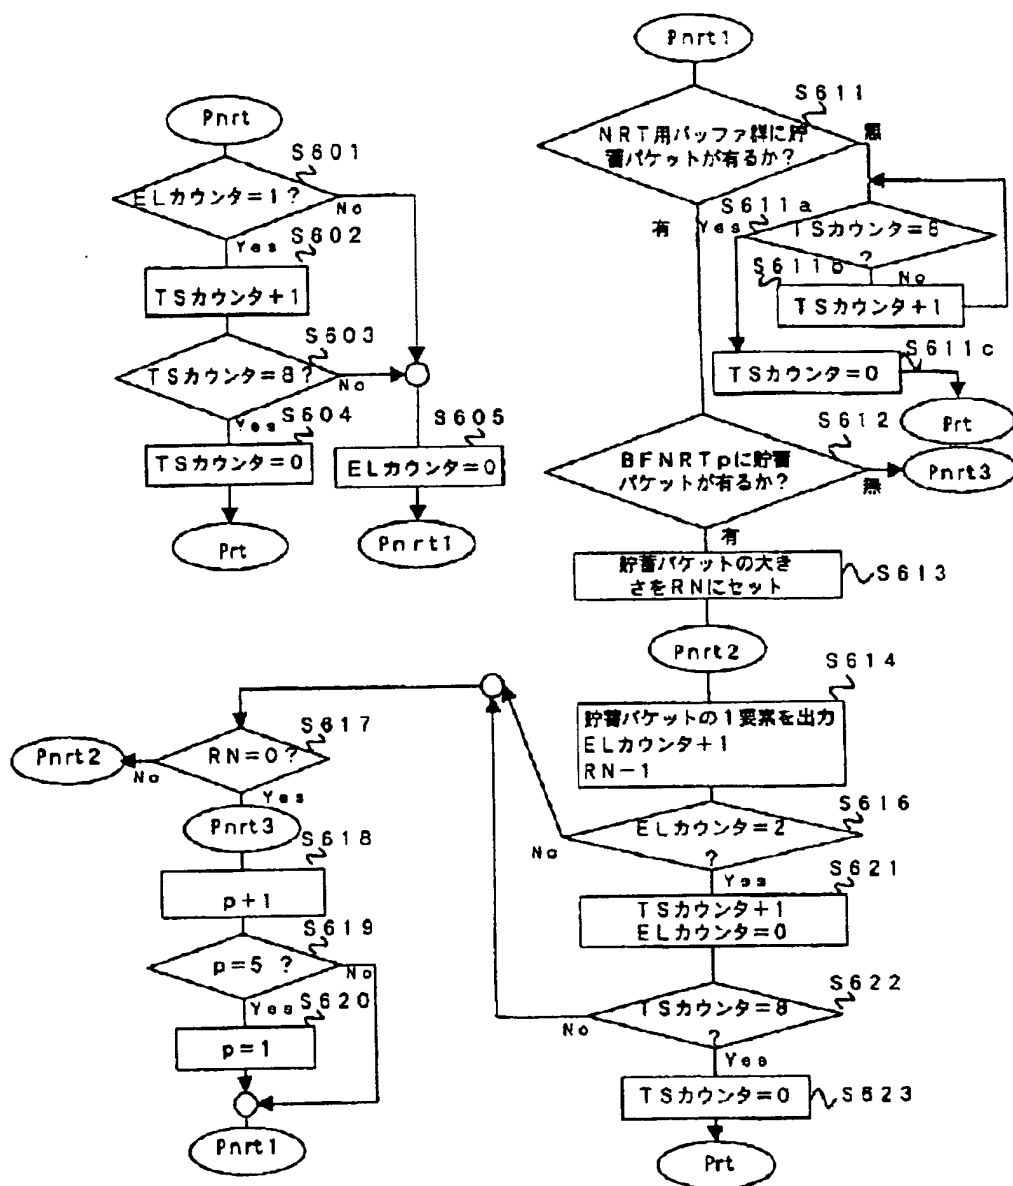 Pnrt
S601
ELカウンタ=1?
No
Yes
S602
TSカウンタ+1
S603
TSカウンタ=8?
No
Yes
S604
TSカウンタ=0
Prt
S605
ELカウンタ=0
Pnrt1
Pnrt1
S611
NRT用バッファ群に貯
蓄パケットが有るか?
無
有
S611a
Yes
TSカウンタ=8
?
S611b
No
TSカウンタ+1
S611c
TSカウンタ=0
Prt
S612
BFNRTpに貯蓄
パケットが有るか?
無
Pnrt3
有
貯蓄パケットの大き
さをRNにセット
S613
Pnrt2
S614
貯蓄パケットの1要素を出力
ELカウンタ+1
RN-1
S616
ELカウンタ=2
?
No
Yes
S621
TSカウンタ+1
ELカウンタ=0
S622
TSカウンタ=8
?
No
Yes
TSカウンタ=0
S623
Prt
S617
RN=0?
No
Pnrt2
Yes
Pnrt3
S618
p+1
S619
p=5 ?
No
Yes
S620
p=1
Pnrt1